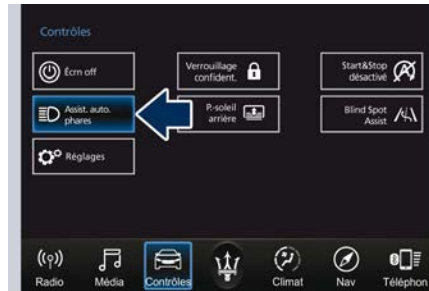 Contrôles
Écrn off
Verrouillage
confident.
Start&Stop
désactivé
Assist. auto.
phares
P.-soleil
arrière
Blind Spot
Assist
Réglages
Radio
Média
Contrôles
Climat
Nav
Téléphon